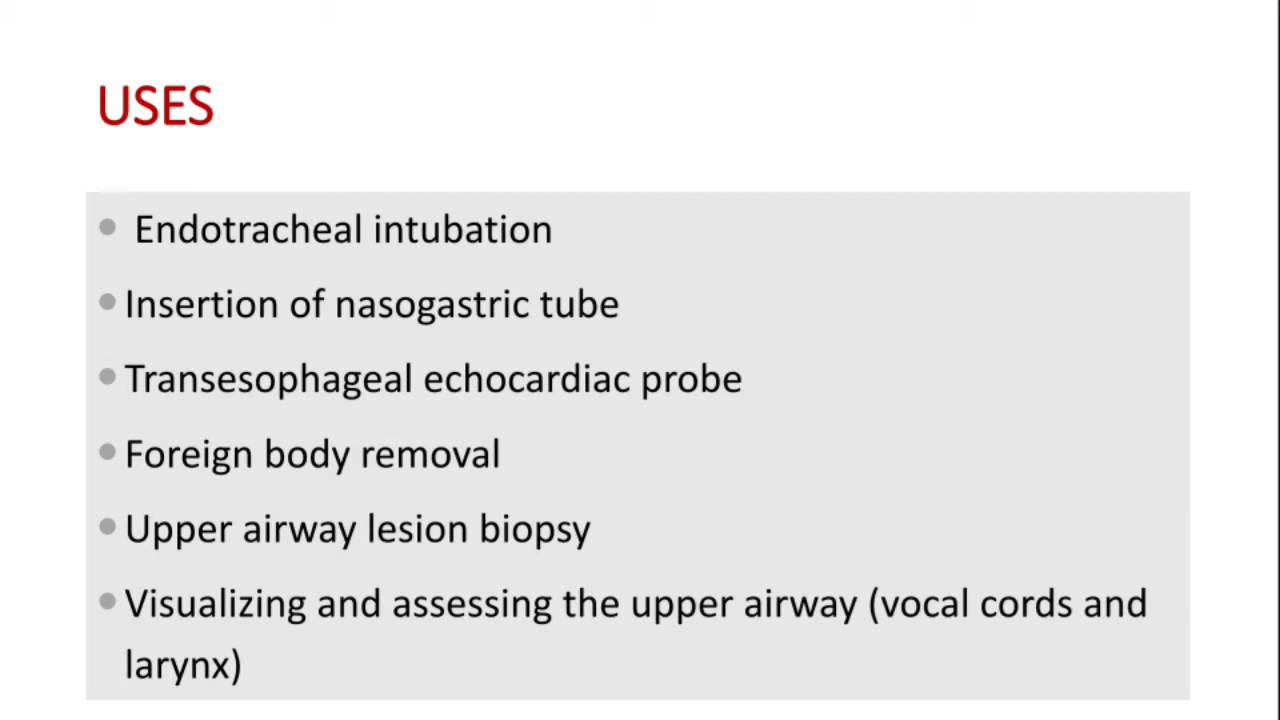 USES
• Endotracheal intubation
• Insertion of nasogastric tube
• Transesophageal echocardiac probe
• Foreign body removal
• Upper airway lesion biopsy
• Visualizing and assessing the upper airway (vocal cords and
larynx)